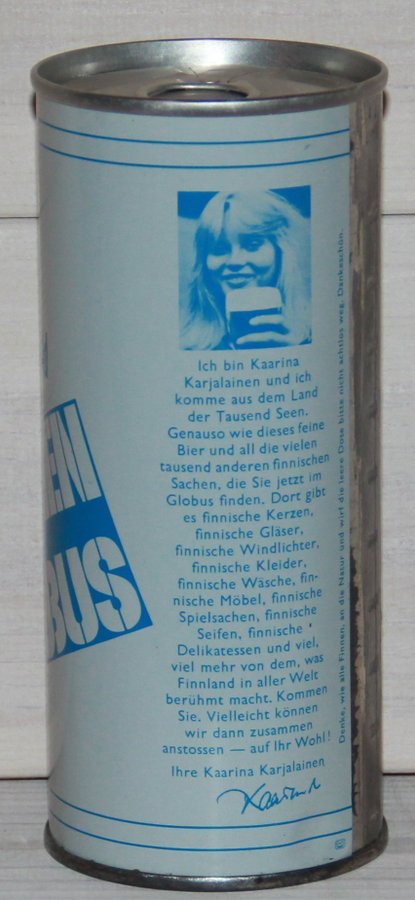 EN
BUS
Ich bin Kaarina
Karjalainen und ich
komme aus dem Land
der Tausend Seen.
Genauso wie dieses feine
Bier und all die vielen
tausend anderen finnischen
Sachen, die Sie jetzt im
Globus finden. Dort gibt
es finnische Kerzen,
finnische Gläser,
finnische Windlichter,
finnische Kleider,
finnische Wäsche, fin-
nische Möbel, finnische
Spielsachen, finnische
Seifen, finnische
Delikatessen und viel,
viel mehr von dem, was
Finnland in aller Welt
berühmt macht. Kommen
Sie. Vielleicht können
wir dann zusammen
anstossen — auf Ihr Wohl!
Ihre Kaarina Karjalainen
Kaarina
Denke, wie alle Finnen, an die Natur und wirf die leere Dose bitte nicht achtlos weg. Dankeschön.